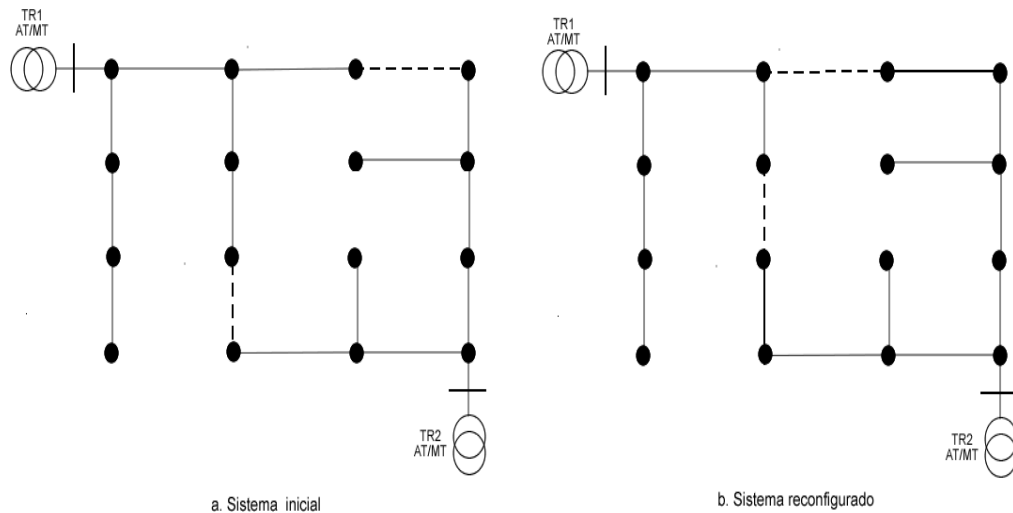 TR1
AT/MT
TR2
AT/MT
a. Sistema inicial
TR1
AT/MT
TR2
AT/MT
b. Sistema reconfigurado